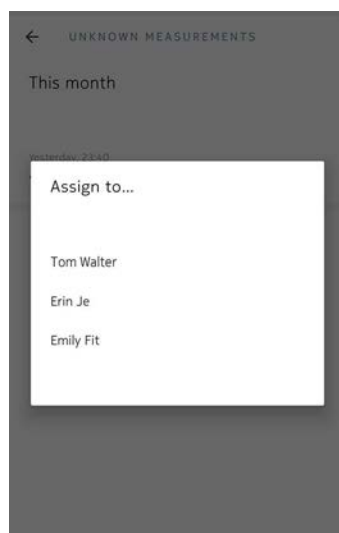 UNKNOWN MEASUREMENTS
This month
Yesterday, 23:40
Assign to...
Tom Walter
Erin Je
Emily Fit